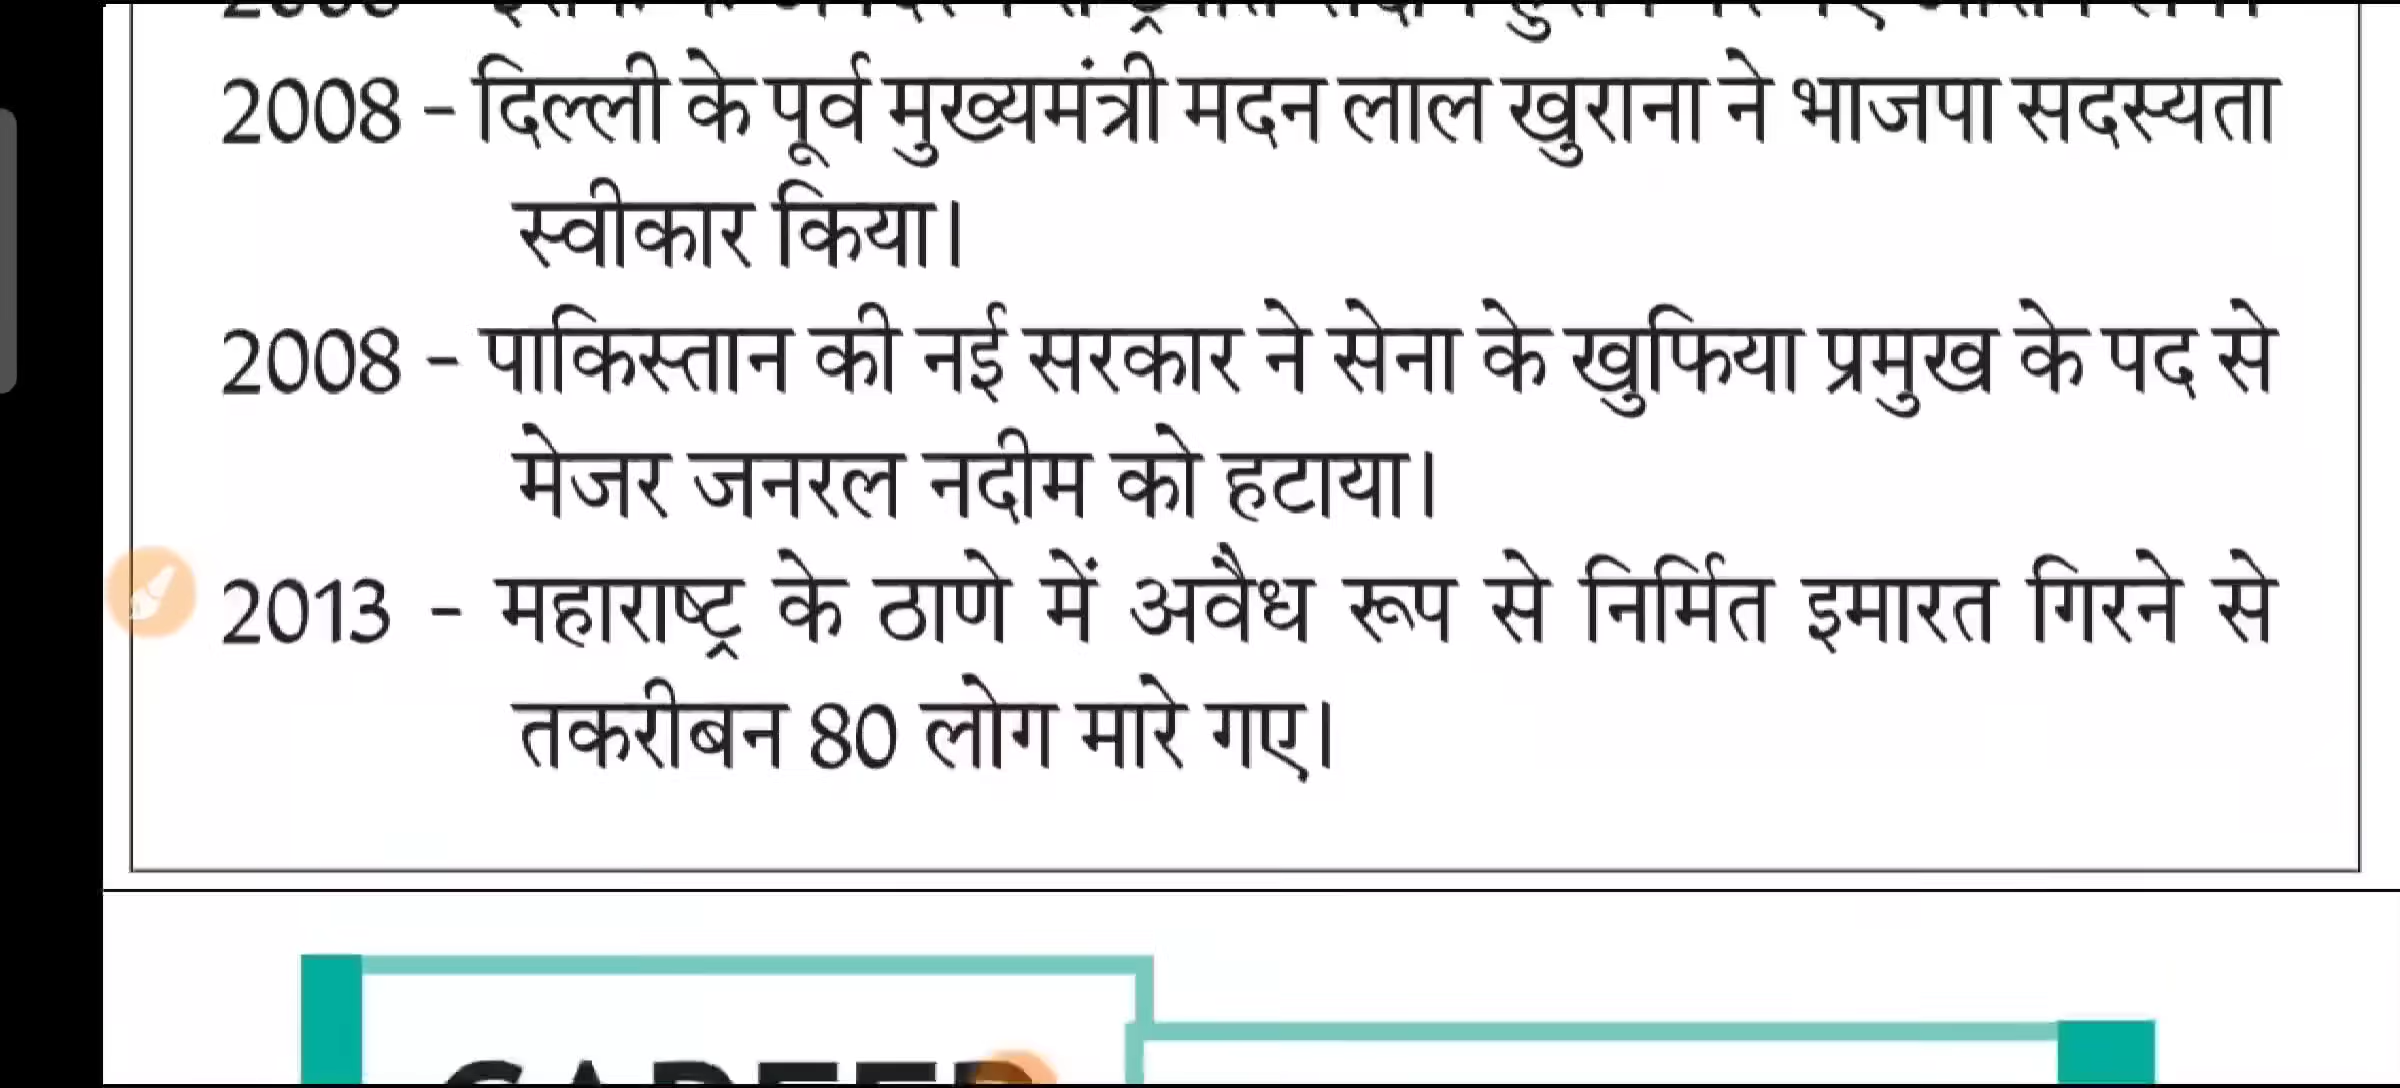 2008 - दिल्ली के पूर्व मुख्यमंत्री मदन लाल खुराना ने भाजपा सदस्यता
स्वीकार किया।
2008 - पाकिस्तान की नई सरकार ने सेना के खुफिया प्रमुख के पद से
मेजर जनरल नदीम को हटाया।
2013 - महाराष्ट्र के ठाणे में अवैध रूप से निर्मित इमारत गिरने से
तकरीबन 80 लोग मारे गए।
CAREER